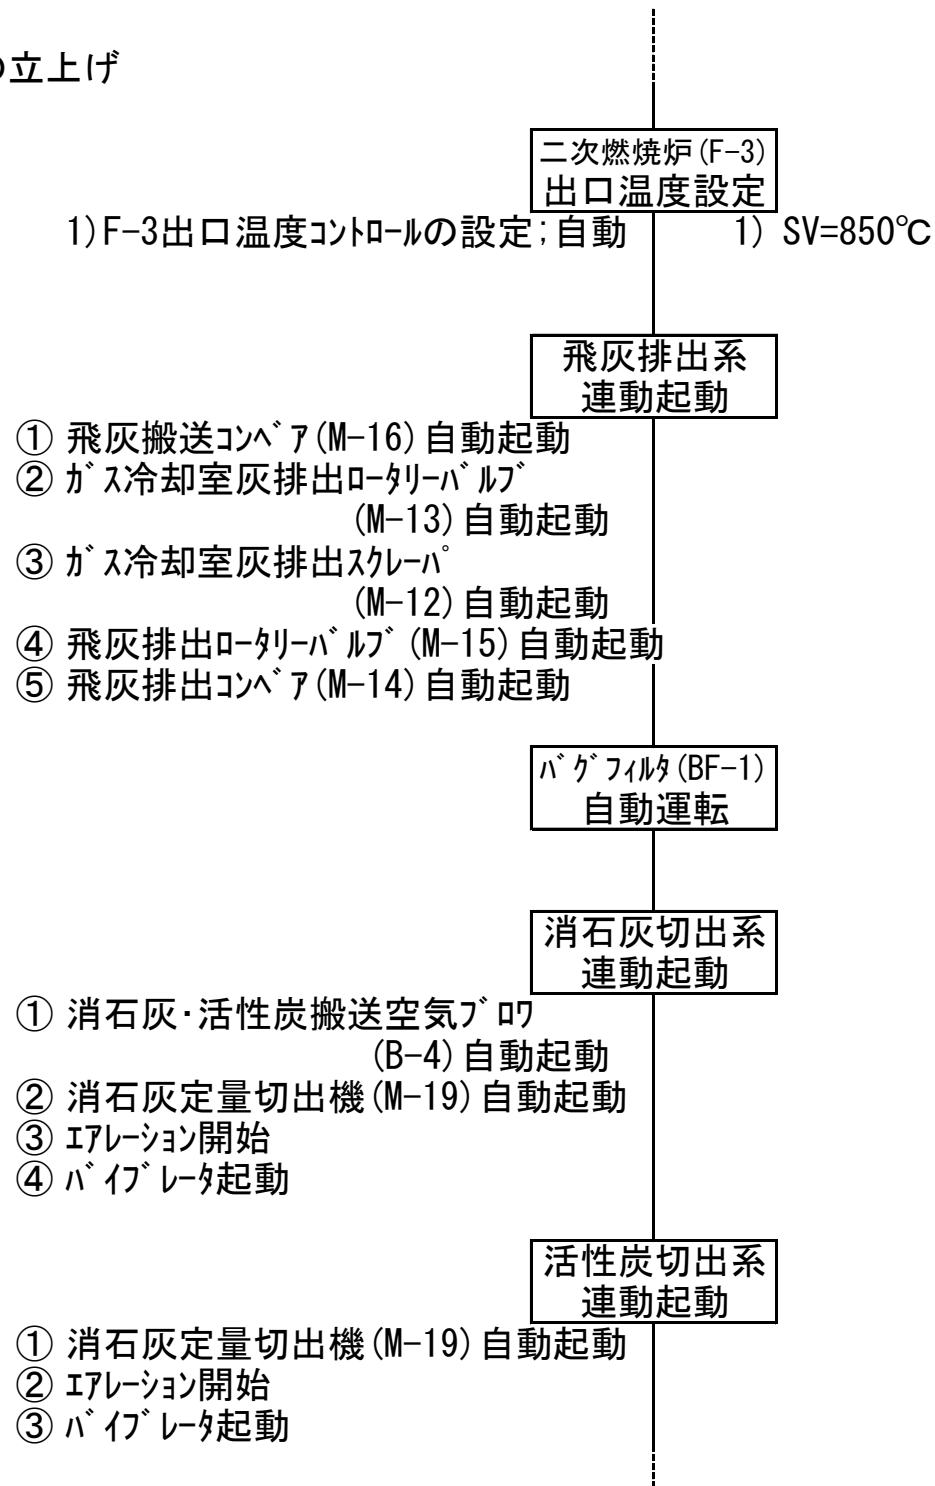 の立上げ
二次燃焼炉(F-3)
出口温度設定
1)F-3出口温度ｺﾝﾄﾛｰﾙの設定;自動 1) SV=850℃
飛灰排出系
連動起動
① 飛灰搬送ｺﾝﾍﾞｱ(M-16)自動起動
② ｶﾞｽ冷却室灰排出ﾛｰﾀﾘｰﾊﾞﾙﾌﾞ
(M-13)自動起動
③ ｶﾞｽ冷却室灰排出ｽｸﾚｰﾊﾟ
(M-12)自動起動
④ 飛灰排出ﾛｰﾀﾘｰﾊﾞﾙﾌﾞ(M-15)自動起動
⑤ 飛灰排出ｺﾝﾍﾞｱ(M-14)自動起動
ﾊﾞｸﾞﾌｨﾙﾀ(BF-1)
自動運転
消石灰切出系
連動起動
① 消石灰･活性炭搬送空気ﾌﾞﾛﾜ
(B-4)自動起動
② 消石灰定量切出機(M-19)自動起動
③ ｴｱﾚｰｼｮﾝ開始
④ ﾊﾞｲﾌﾞﾚｰﾀ起動
活性炭切出系
連動起動
① 消石灰定量切出機(M-19)自動起動
② ｴｱﾚｰｼｮﾝ開始
③ ﾊﾞｲﾌﾞﾚｰﾀ起動